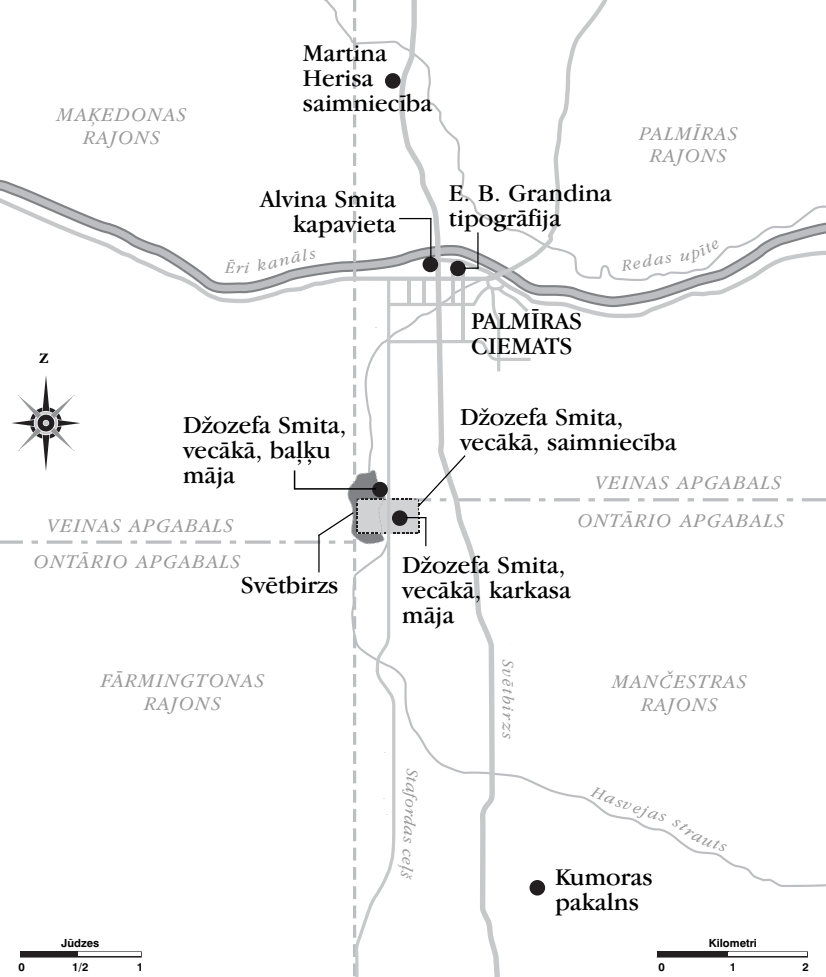 Martina
Herisa
saimniecība
MAĶEDONAS
RAJONS
PALMĪRAS
RAJONS
Alvina Smita
kapavieta
E. B. Grandina
tipogrāfija
Ēri kanāls
Redas upīte
PALMĪRAS
CIEMATS
Z
Džozefa Smita,
vecākā, baļķu
māja
Džozefa Smita,
vecākā, saimniecība
VEINAS APGABALS
ONTĀRIO APGABALS
VEINAS APGABALS
ONTĀRIO APGABALS
Svētbirzs
Džozefa Smita,
vecākā, karkasa
māja
FĀRMINGTONAS
RAJONS
MANČESTRAS
RAJONS
Svētbirzs
Stafordas ceļš
Hasvejas strauts
Kumoras
pakalns
Jūdzes
0 1/2 1
Kilometri
0 1 2